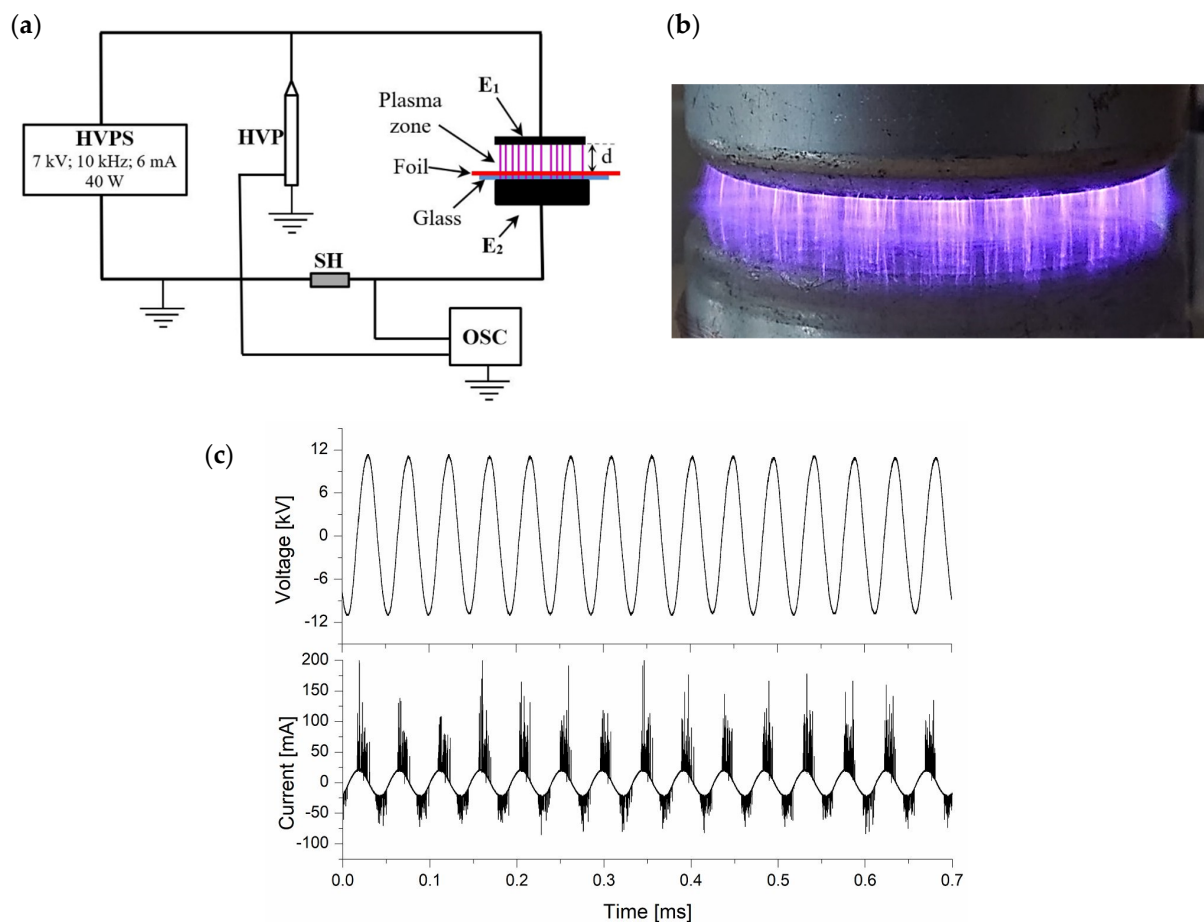 (a)
HVPS
7 kV; 10 kHz; 6 mA
40 W
HVP
E1
Plasma
zone
d
Foil
Glass
E2
SH
OSC
(b)
(c)
Voltage [kV]
12
6
0
-6
-12
Current [mA]
200
150
100
50
0
-50
-100
0.0 0.1 0.2 0.3 0.4 0.5 0.6 0.7
Time [ms]